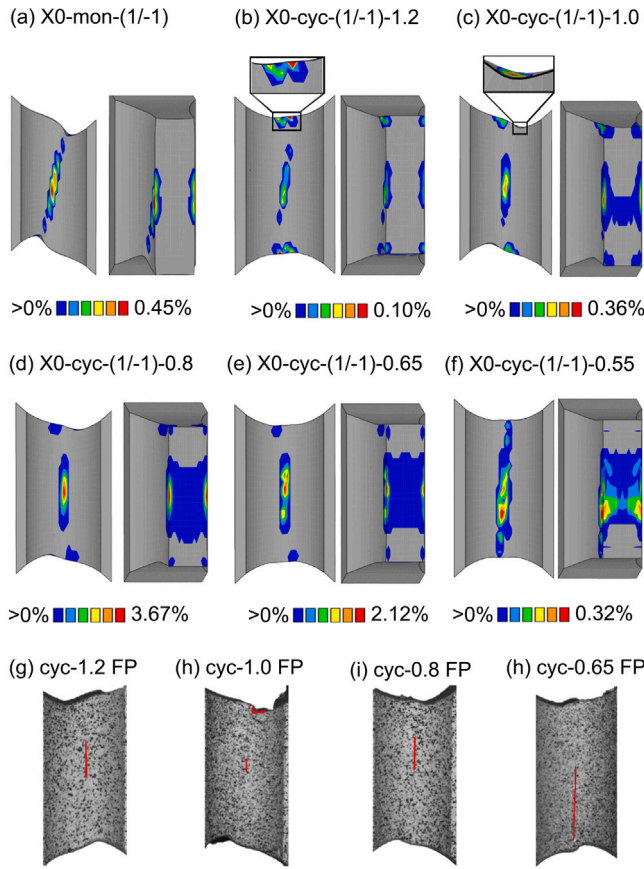 (a) X0-mon-(1/-1) (b) X0-cyc-(1/-1)-1.2 (c) X0-cyc-(1/-1)-1.0
>0% 0.45% >0% 0.10% >0% 0.36%
(d) X0-cyc-(1/-1)-0.8 (e) X0-cyc-(1/-1)-0.65 (f) X0-cyc-(1/-1)-0.55
>0% 3.67% >0% 2.12% >0% 0.32%
(g) cyc-1.2 FP (h) cyc-1.0 FP (i) cyc-0.8 FP (h) cyc-0.65 FP